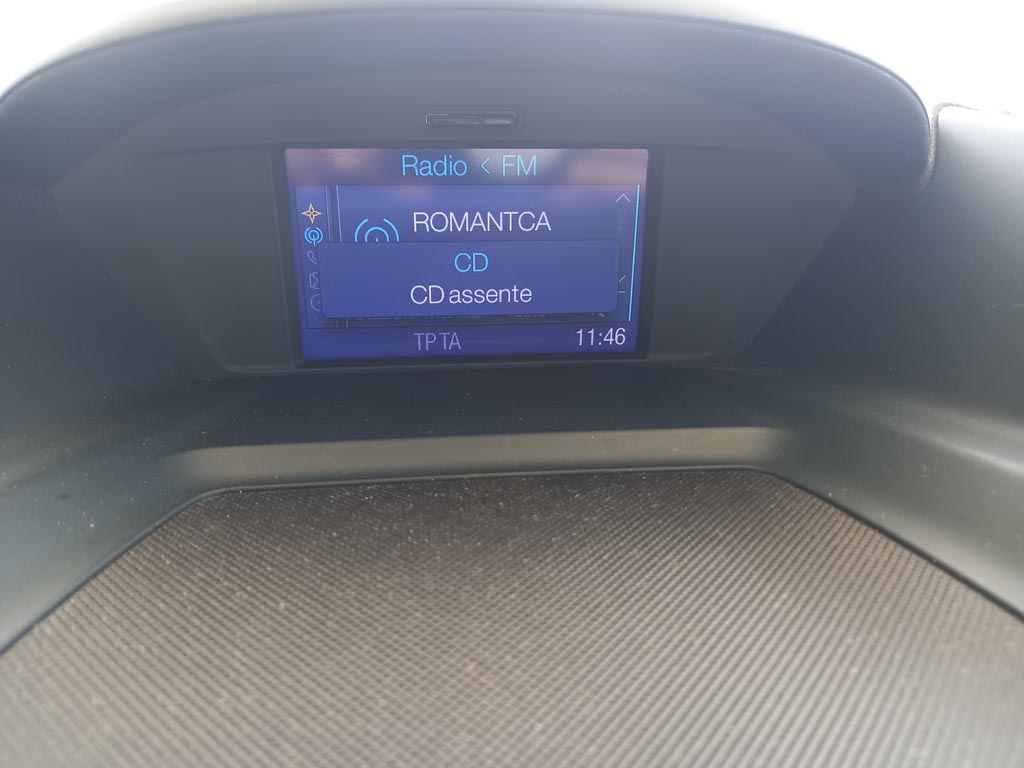 Radio < FM
ROMANTCA
CD
CD assente
TP TA
11:46